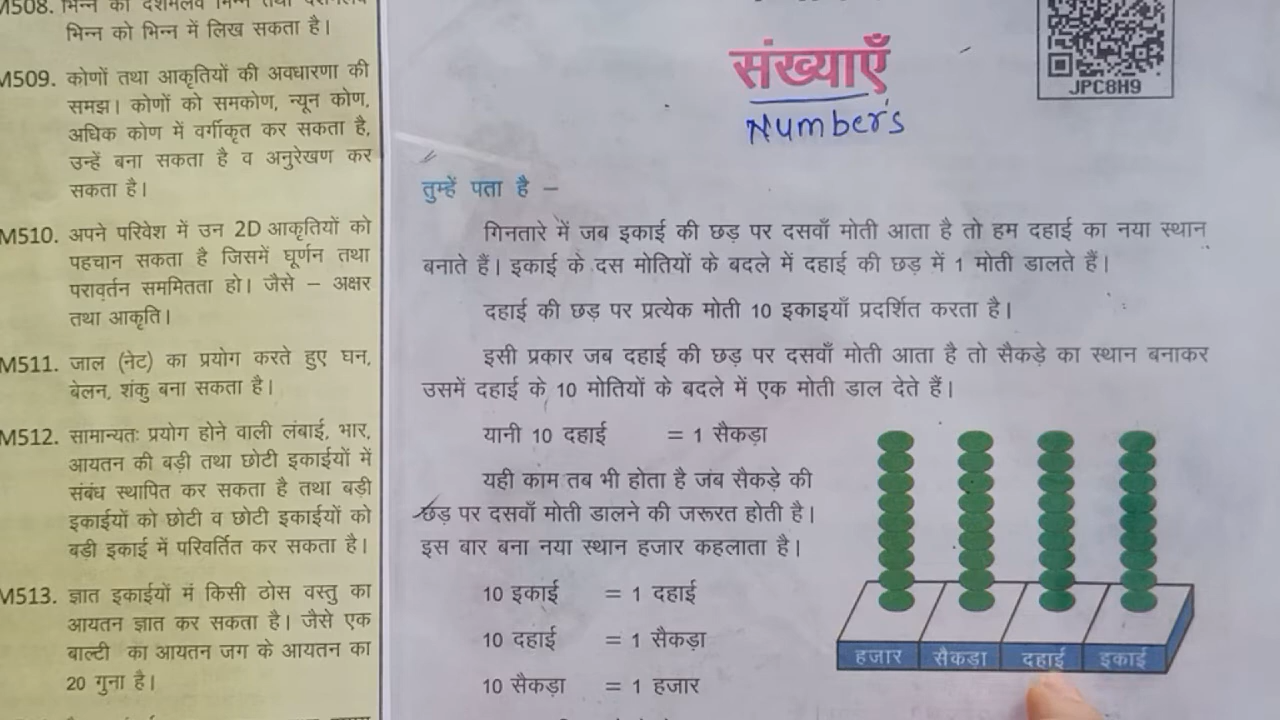 M508. भिन्न को दशमलव भिन्न तथा दशमलव
भिन्न को भिन्न में लिख सकता है।
M509. कोणों तथा आकृतियों की अवधारणा की
समझ। कोणों को समकोण, न्यून कोण,
अधिक कोण में वर्गीकृत कर सकता है,
उन्हें बना सकता है व अनुरेखण कर
सकता है।
M510. अपने परिवेश में उन 2D आकृतियों को
पहचान सकता है जिसमें घूर्णन तथा
परावर्तन सममितता हो। जैसे – अक्षर
तथा आकृति।
M511. जाल (नेट) का प्रयोग करते हुए घन,
बेलन, शंकु बना सकता है।
M512. सामान्यतः प्रयोग होने वाली लंबाई, भार,
आयतन की बड़ी तथा छोटी इकाईयों में
संबंध स्थापित कर सकता है तथा बड़ी
इकाईयों को छोटी व छोटी इकाईयों को
बड़ी इकाई में परिवर्तित कर सकता है।
M513. ज्ञात इकाईयों में किसी ठोस वस्तु का
आयतन ज्ञात कर सकता है। जैसे एक
बाल्टी का आयतन जग के आयतन का
20 गुना है।
संख्याएँ
Numbers
JPC8H9
तुम्हें पता है –
गिनतारे में जब इकाई की छड़ पर दसवाँ मोती आता है तो हम दहाई का नया स्थान
बनाते हैं। इकाई के दस मोतियों के बदले में दहाई की छड़ में 1 मोती डालते हैं।
दहाई की छड़ पर प्रत्येक मोती 10 इकाइयाँ प्रदर्शित करता है।
इसी प्रकार जब दहाई की छड़ पर दसवाँ मोती आता है तो सैकड़े का स्थान बनाकर
उसमें दहाई के 10 मोतियों के बदले में एक मोती डाल देते हैं।
यानी 10 दहाई = 1 सैकड़ा
यही काम तब भी होता है जब सैकड़े की
छड़ पर दसवाँ मोती डालने की जरूरत होती है।
इस बार बना नया स्थान हजार कहलाता है।
10 इकाई = 1 दहाई
10 दहाई = 1 सैकड़ा
10 सैकड़ा = 1 हजार
हजार सैकड़ा दहाई इकाई